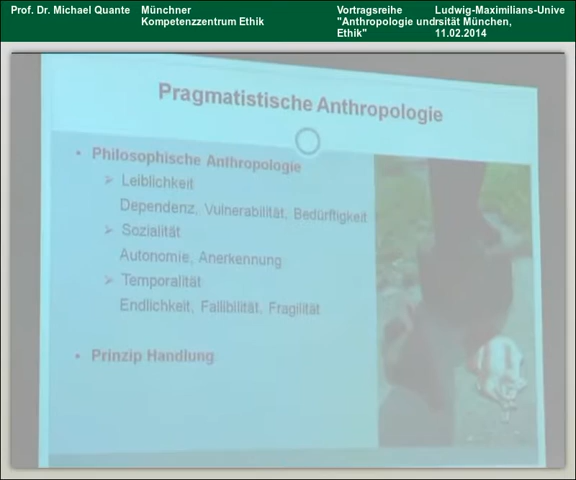 Prof. Dr. Michael Quante
Münchner
Kompetenzzentrum Ethik
Vortragsreihe
"Anthropologie und
Ethik"
Ludwig-Maximilians-Unive
rsität München,
11.02.2014
Pragmatistische Anthropologie
• Philosophische Anthropologie
➢ Leiblichkeit
Dependenz, Vulnerabilität, Bedürftigkeit
➢ Sozialität
Autonomie, Anerkennung
➢ Temporalität
Endlichkeit, Fallibilität, Fragilität
• Prinzip Handlung